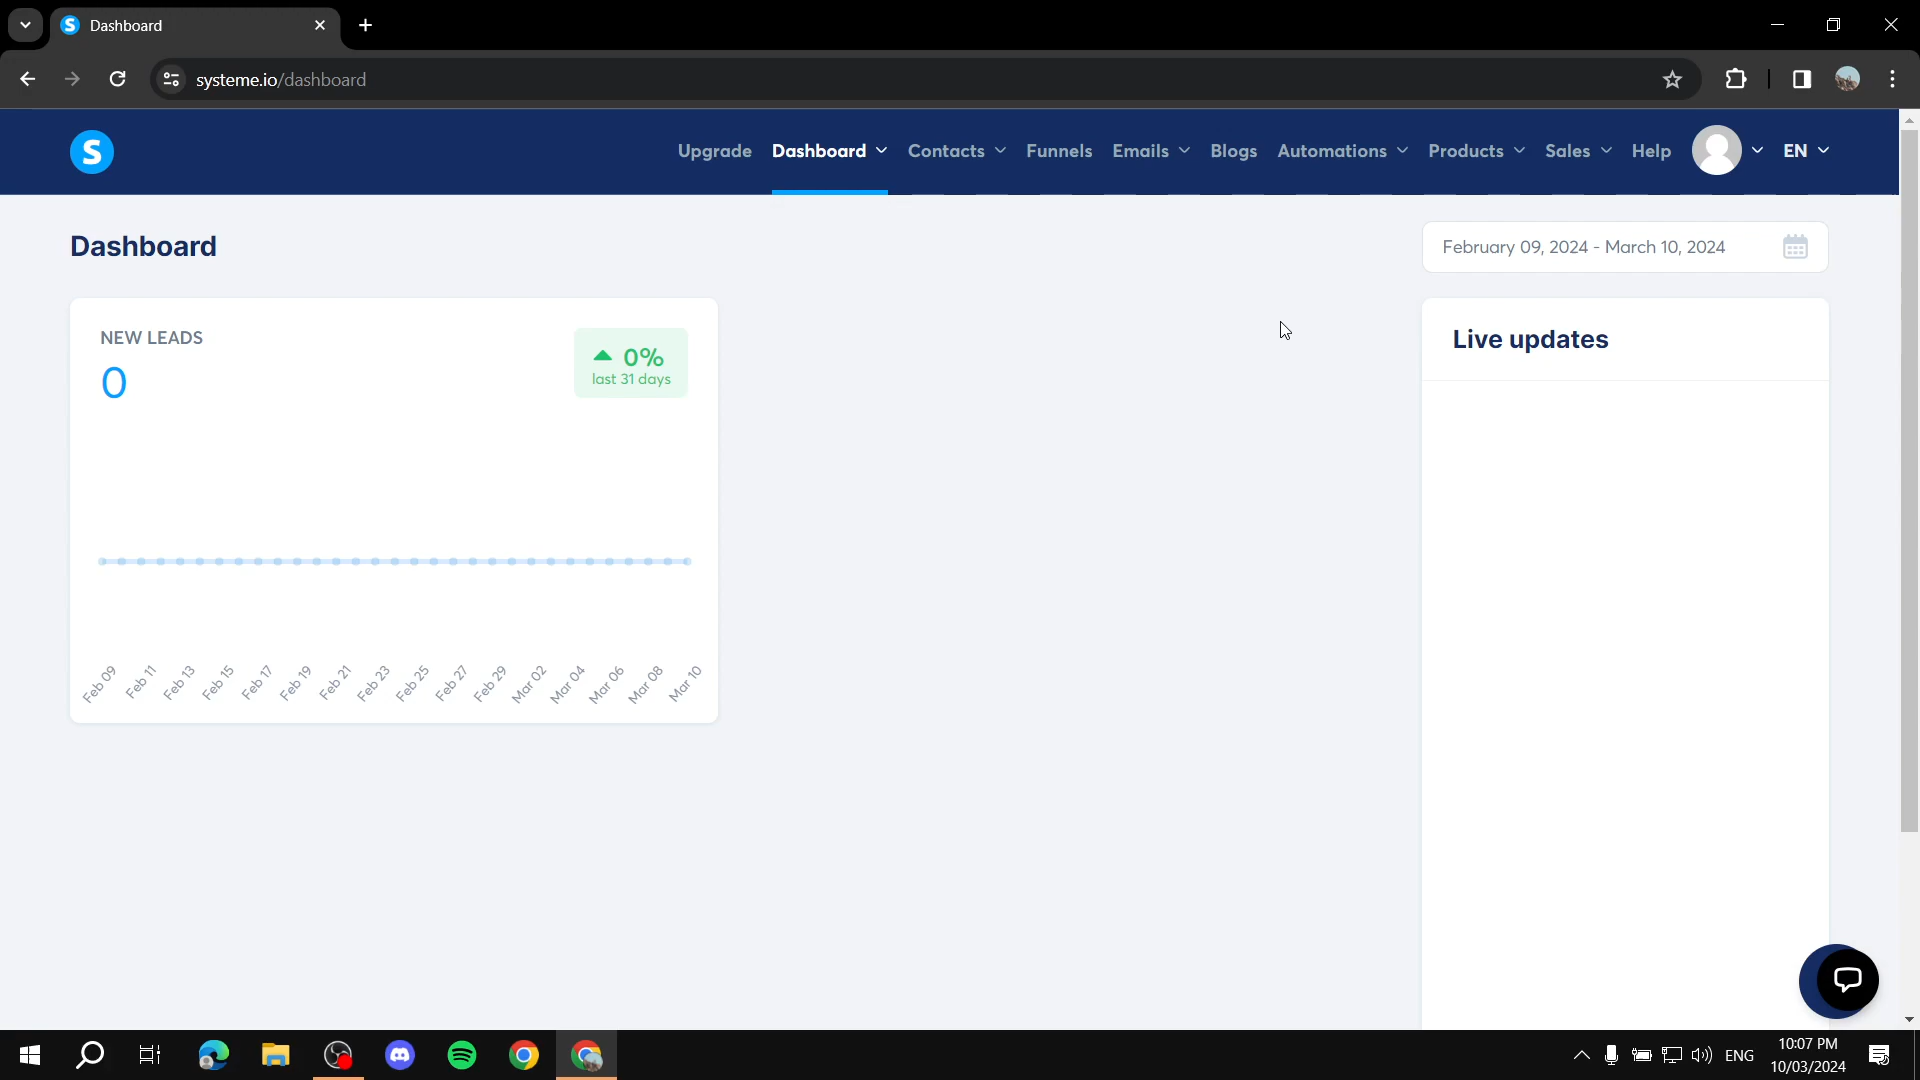 Dashboard
systeme.io/dashboard
S
Upgrade Dashboard Contacts Funnels Emails Blogs Automations Products Sales Help EN
Dashboard
February 09, 2024 - March 10, 2024
NEW LEADS
0
0%
last 31 days
Feb 09 Feb 11 Feb 13 Feb 15 Feb 17 Feb 19 Feb 21 Feb 23 Feb 25 Feb 27 Feb 29 Mar 02 Mar 04 Mar 06 Mar 08 Mar 10
Live updates
ENG
10:07 PM
10/03/2024